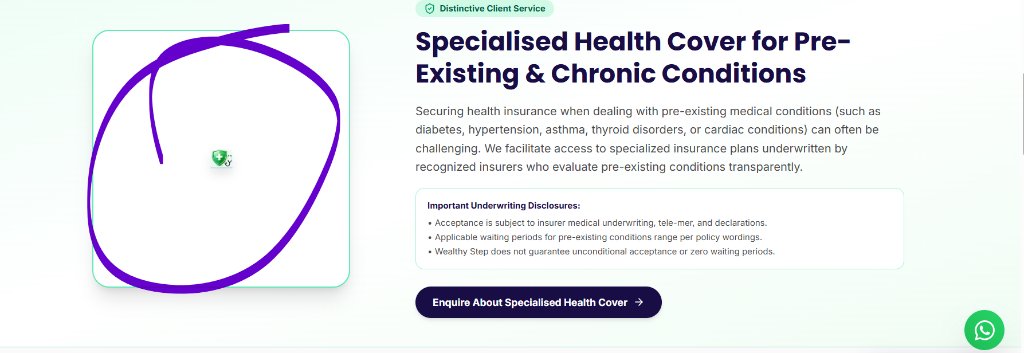 Distinctive Client Service
Specialised Health Cover for Pre-
Existing & Chronic Conditions
Securing health insurance when dealing with pre-existing medical conditions (such as
diabetes, hypertension, asthma, thyroid disorders, or cardiac conditions) can often be
challenging. We facilitate access to specialized insurance plans underwritten by
recognized insurers who evaluate pre-existing conditions transparently.
Important Underwriting Disclosures:
• Acceptance is subject to insurer medical underwriting, tele-mer, and declarations.
• Applicable waiting periods for pre-existing conditions range per policy wordings.
• Wealthy Step does not guarantee unconditional acceptance or zero waiting periods.
Enquire About Specialised Health Cover →